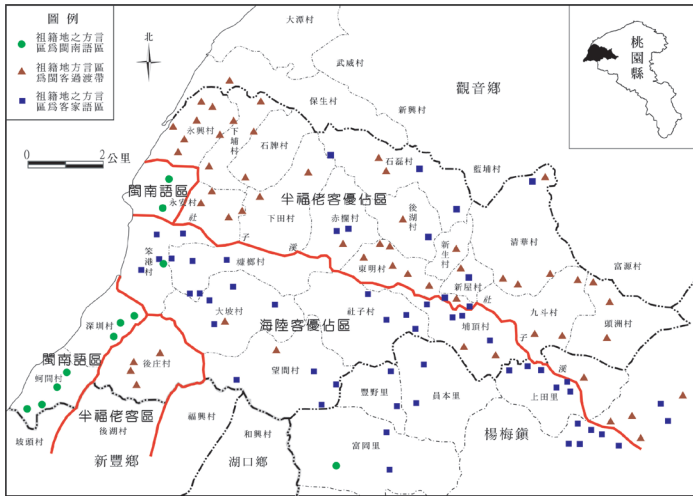 圖例
祖籍地之方言
區爲閩南語區
祖籍地方言區
爲閩客過渡帶
祖籍地之方言
區爲客家語區
北
0 2公里
桃園縣
大潭村
武威村
保生村
新興村
觀音鄉
永興村
下埔村
石牌村
石磊村
藍埔村
閩南語區
永安村
半福佬客優佔區
下田村
赤欄村
後湖村
新生村
清華村
富源村
社
子
溪
笨港村
糠榔村
東明村
新屋村
社
九斗村
頭洲村
深圳村
大坡村
海陸客優佔區
社子村
埔頂村
子
溪
閩南語區
後庄村
望間村
蚵間村
豐野里
員本里
上田里
半福佬客區
福興村
後湖村
和興村
富岡里
楊梅鎮
坡頭村
新豐鄉
湖口鄉